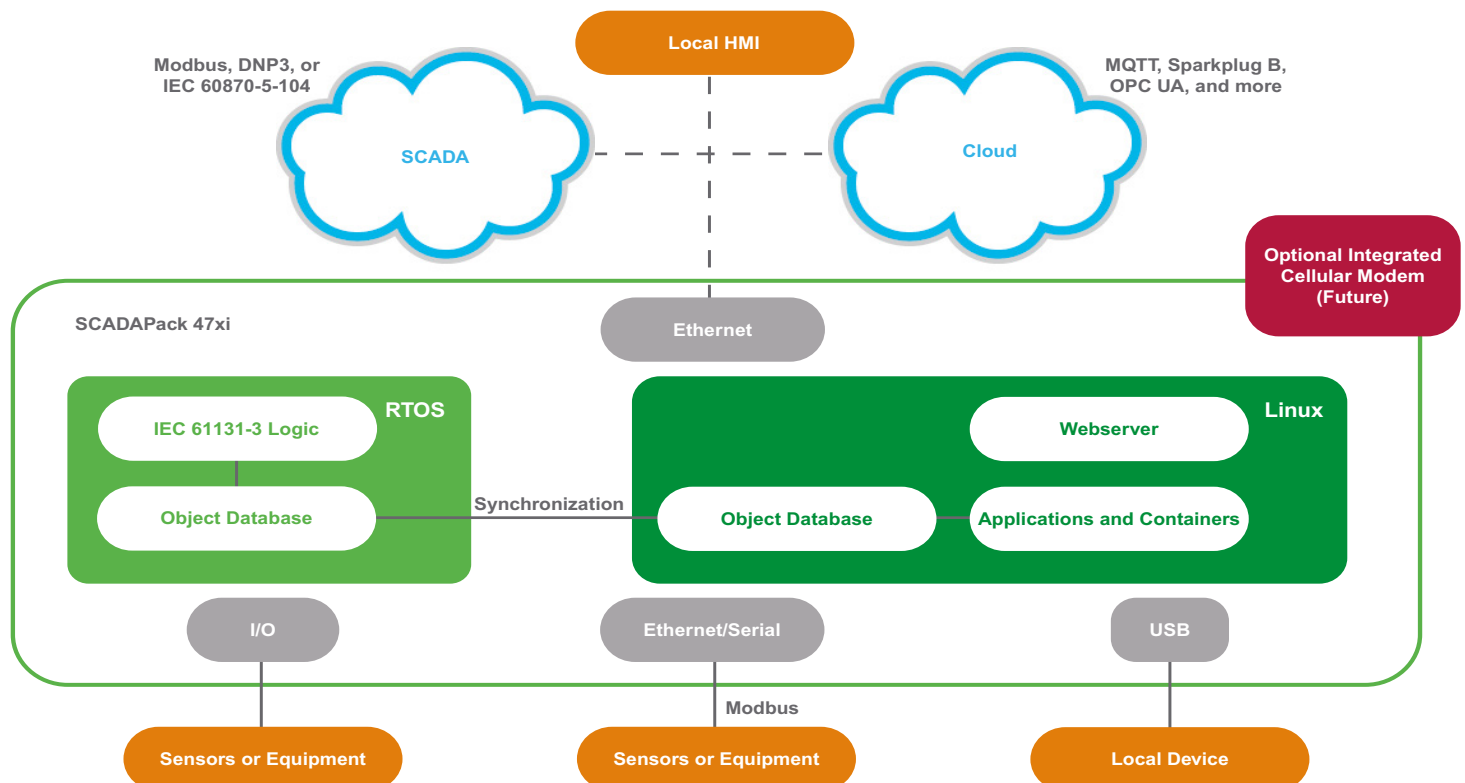 Local HMI
Modbus, DNP3, or
IEC 60870-5-104
MQTT, Sparkplug B,
OPC UA, and more
SCADA
Cloud
Optional Integrated
Cellular Modem
(Future)
SCADAPack 47xi
Ethernet
RTOS
Linux
IEC 61131-3 Logic
Webserver
Synchronization
Object Database
Object Database
Applications and Containers
I/O
Ethernet/Serial
USB
Modbus
Sensors or Equipment
Sensors or Equipment
Local Device